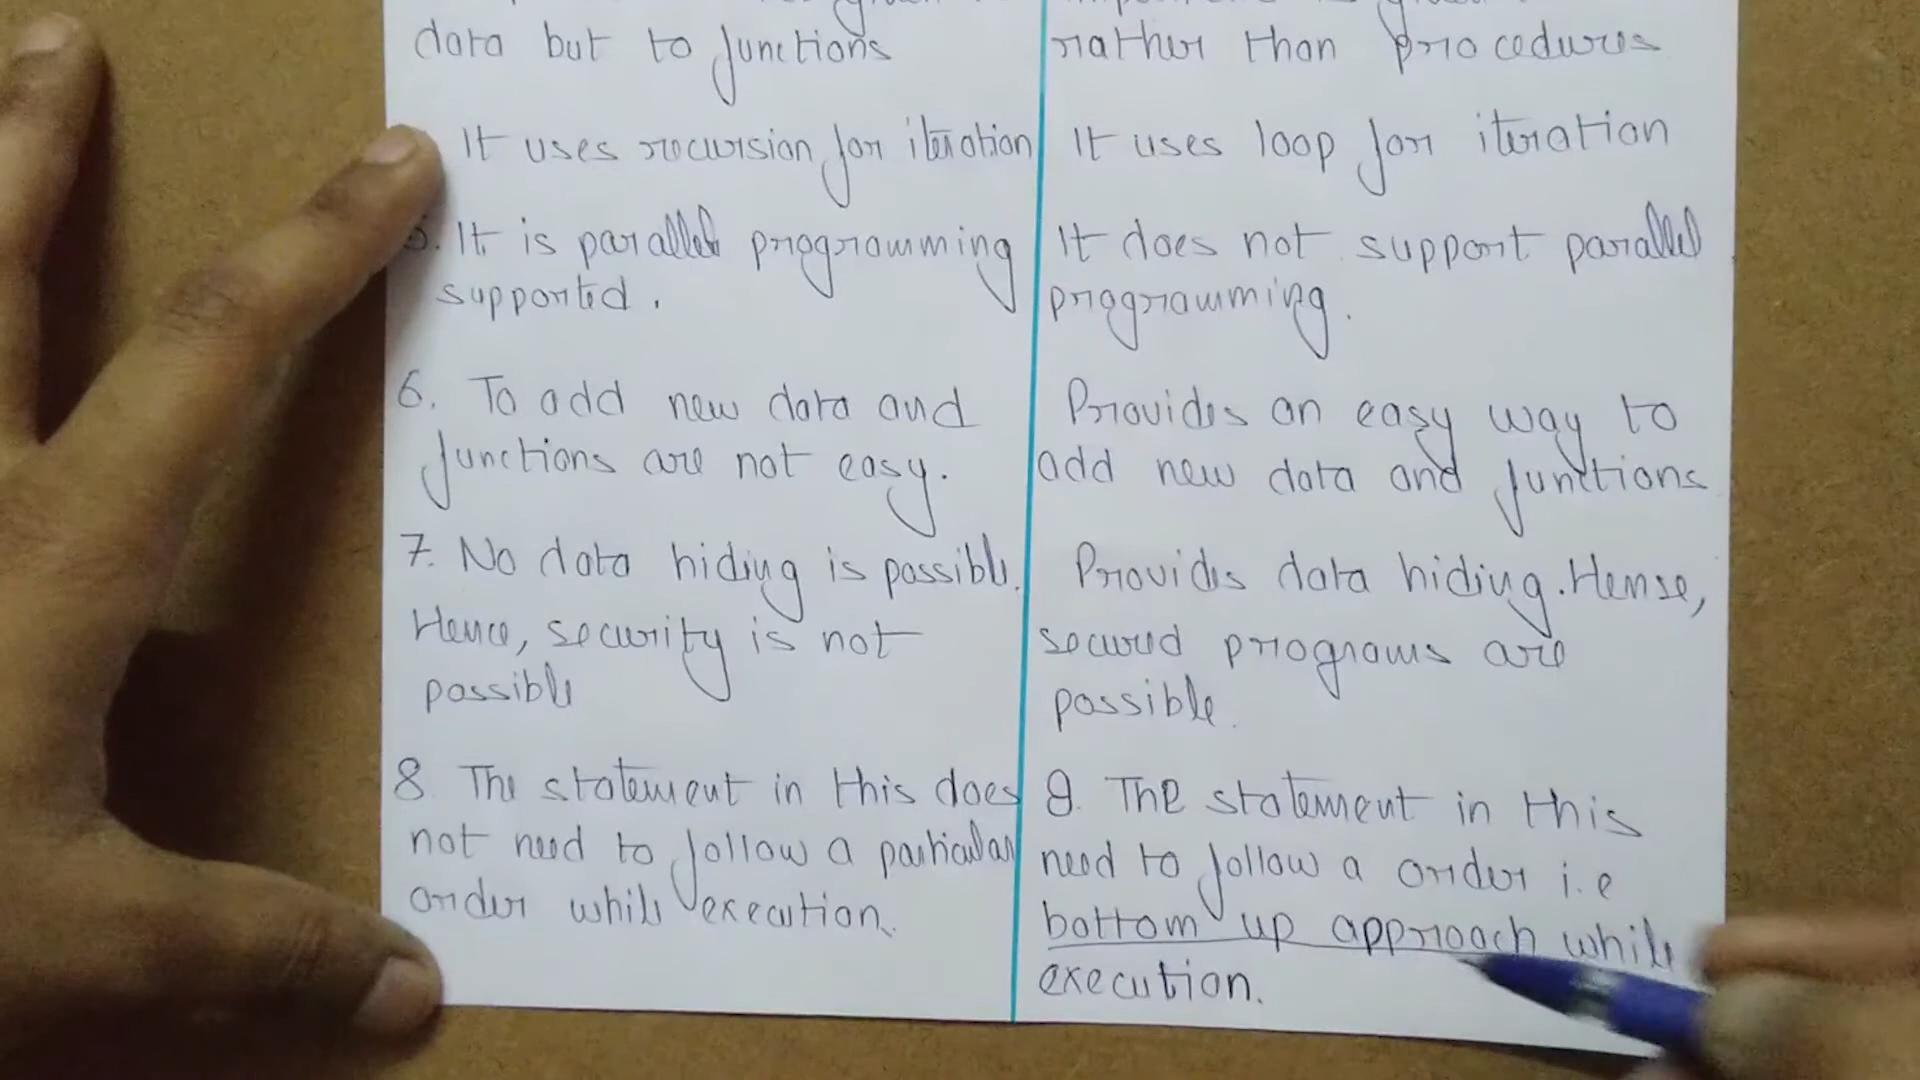 data but to functions
It uses recursion for iteration
5. It is parallel programming
supported.
6. To add new data and
functions are not easy.
7. No data hiding is possible.
Hence, security is not
possible
8. The statement in this does
not need to follow a particular
order while execution.
rather than procedures
It uses loop for iteration
It does not support parallel
programming.
Provides an easy way to
add new data and functions
Provides data hiding. Hense,
secured programs are
possible.
9. The statement in this
need to follow a order i.e
bottom up approach while
execution.